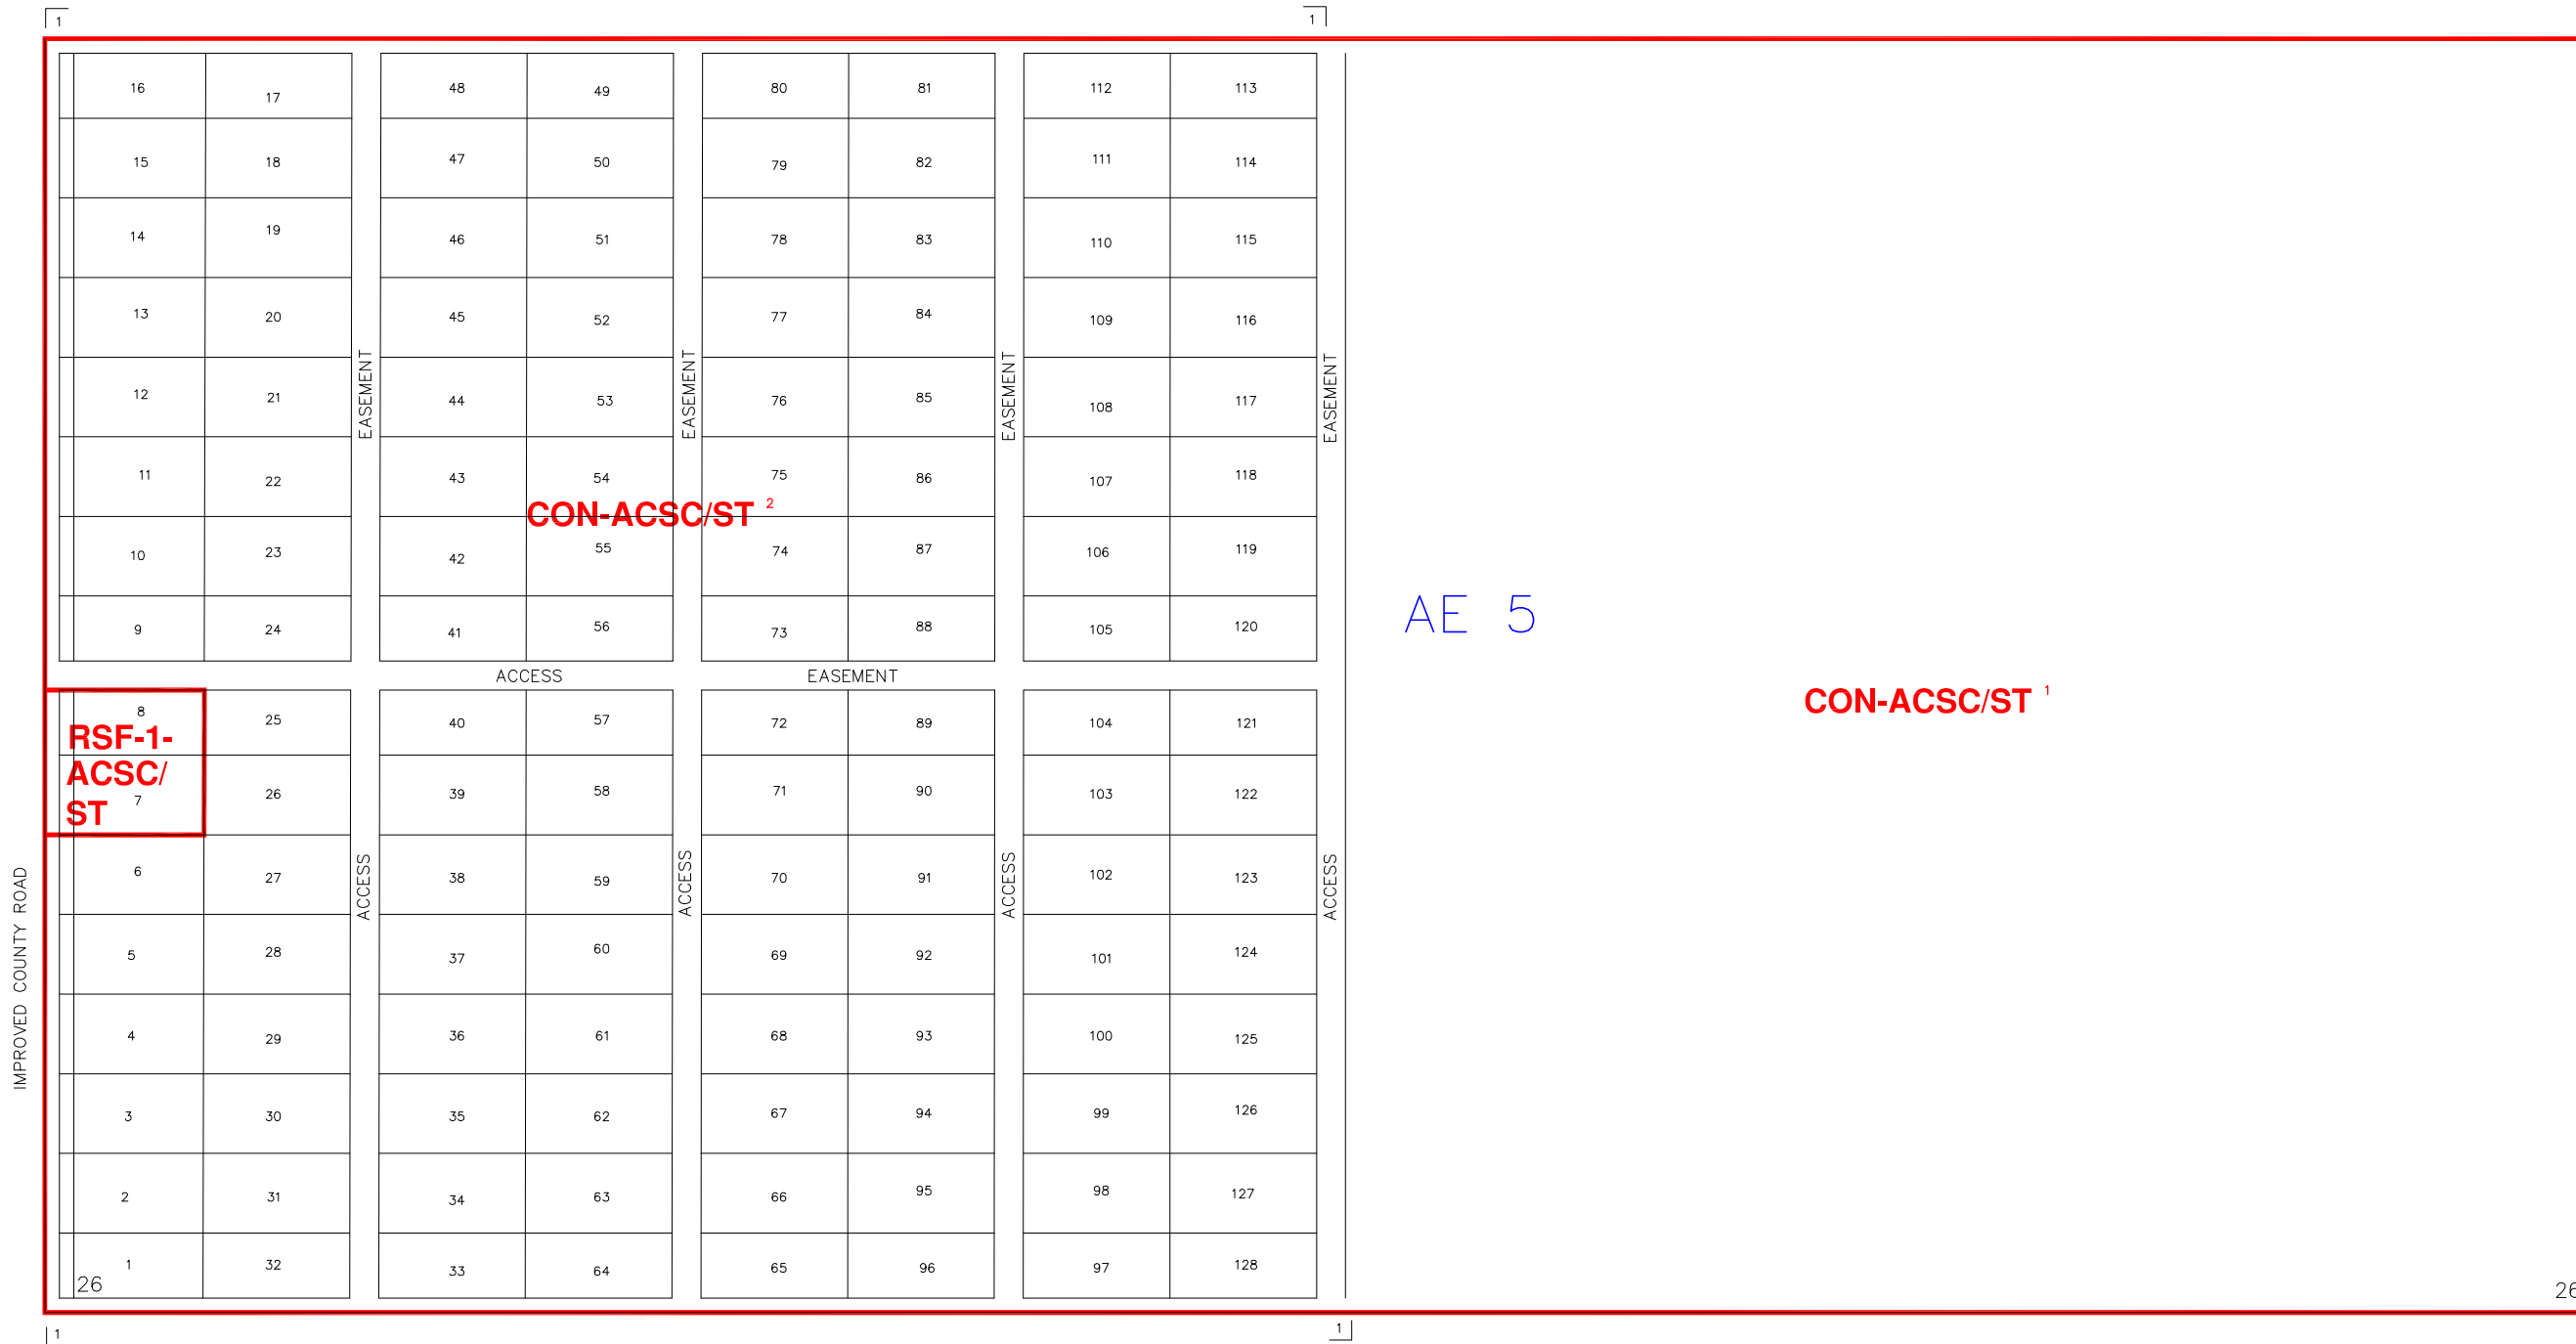 1 1
16 17 48 49 80 81 112 113
15 18 47 50 79 82 111 114
14 19 46 51 78 83 110 115
13 20 45 52 77 84 109 116
EASEMENT EASEMENT EASEMENT EASEMENT
12 21 44 53 76 85 108 117
11 22 43 54 75 86 107 118
CON-ACSC/ST 2
10 23 42 55 74 87 106 119
AE 5
9 24 41 56 73 88 105 120
ACCESS EASEMENT
CON-ACSC/ST 1
8 25 40 57 72 89 104 121
RSF-1-
ACSC/
ST
7 26 39 58 71 90 103 122
ACCESS ACCESS ACCESS ACCESS
6 27 38 59 70 91 102 123
IMPROVED COUNTY ROAD
5 28 37 60 69 92 101 124
4 29 36 61 68 93 100 125
3 30 35 62 67 94 99 126
2 31 34 63 66 95 98 127
1 32 33 64 65 96 97 128
26 26
1 1